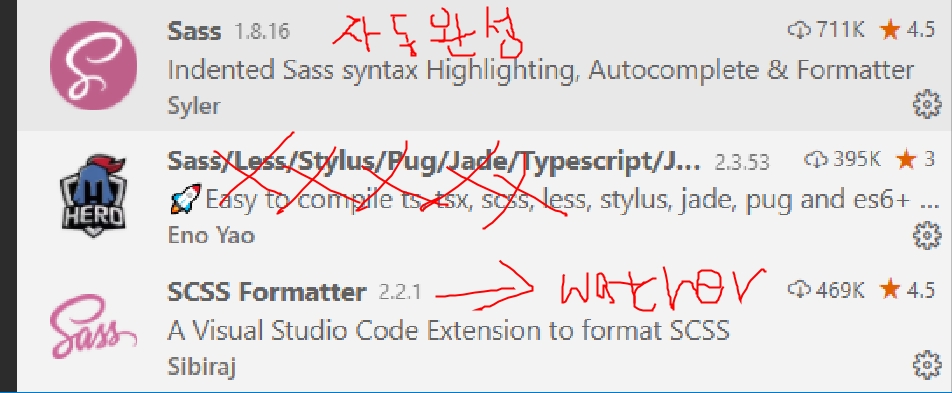 Sass 1.8.16 자동완성 711K 4.5
Indented Sass syntax Highlighting, Autocomplete & Formatter
Syler
Sass/Less/Stylus/Pug/Jade/Typescript/J... 2.3.53 395K 3
HERO 🚀Easy to compile ts, tsx, scss, less, stylus, jade, pug and es6+ ...
Eno Yao
SCSS Formatter 2.2.1 → watcher 469K 4.5
Sass A Visual Studio Code Extension to format SCSS
Sibiraj